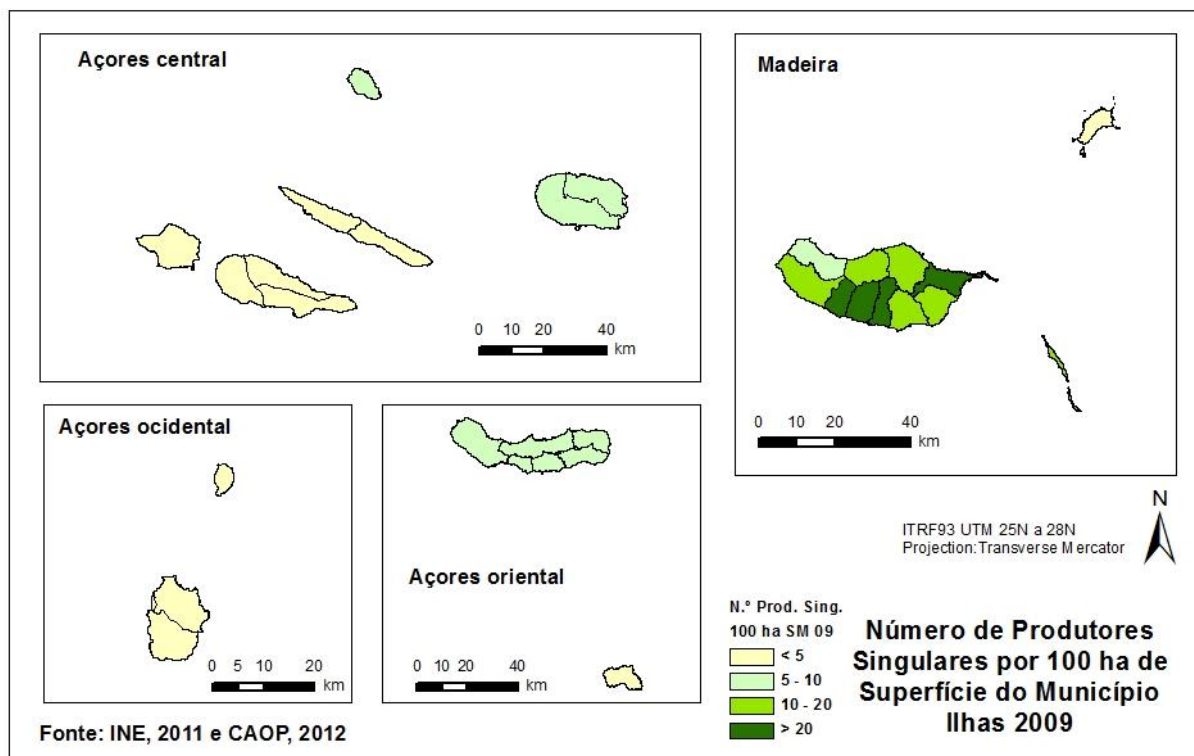 Açores central
0 10 20 40
km
Madeira
0 10 20 40
km
Açores ocidental
0 5 10 20
km
Açores oriental
0 10 20 40
km
N
ITRF93 UTM 25N a 28N
Projection:Transverse Mercator
N.º Prod. Sing.
100 ha SM 09
< 5
5 - 10
10 - 20
> 20
Número de Produtores
Singulares por 100 ha de
Superfície do Município
Ilhas 2009
Fonte: INE, 2011 e CAOP, 2012